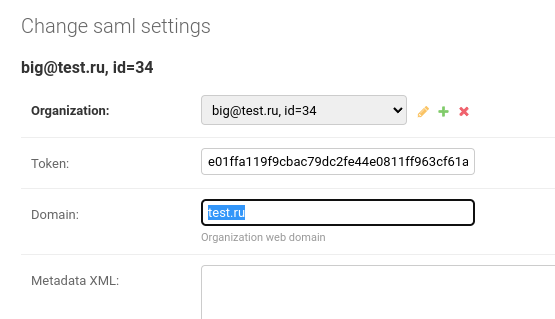 Change saml settings
big@test.ru, id=34
Organization: big@test.ru, id=34
Token: e01ffa119f9cbac79dc2fe44e0811ff963cf61a
Domain: test.ru
Organization web domain
Metadata XML: